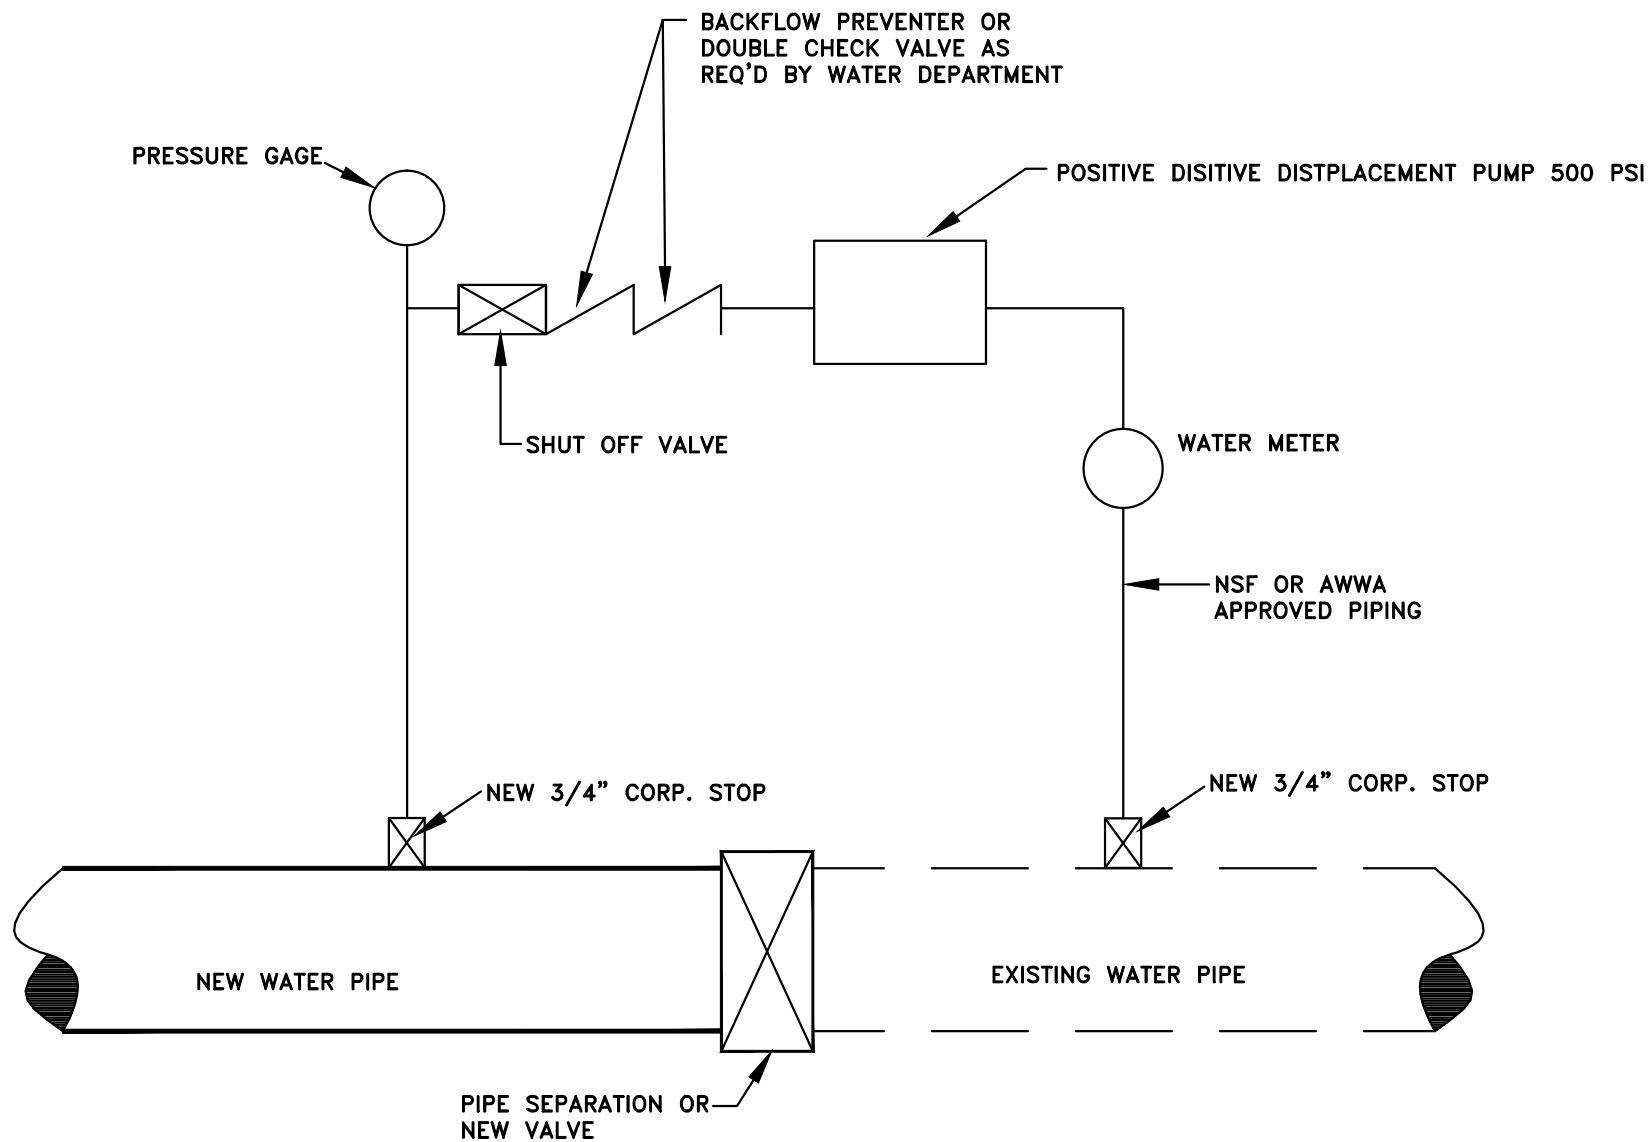 BACKFLOW PREVENTER OR
DOUBLE CHECK VALVE AS
REQ'D BY WATER DEPARTMENT
PRESSURE GAGE
POSITIVE DISITIVE DISTPLACEMENT PUMP 500 PSI
SHUT OFF VALVE
WATER METER
NSF OR AWWA
APPROVED PIPING
NEW 3/4" CORP. STOP
NEW 3/4" CORP. STOP
NEW WATER PIPE
EXISTING WATER PIPE
PIPE SEPARATION OR
NEW VALVE